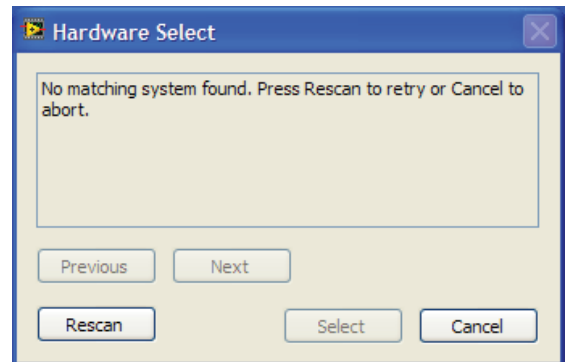 Hardware Select
No matching system found. Press Rescan to retry or Cancel to
abort.
Previous Next
Rescan Select Cancel